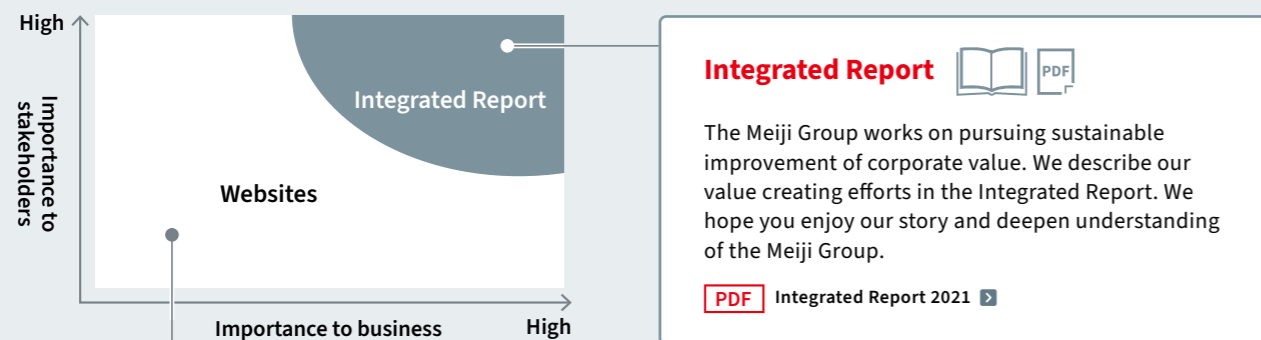 High
Importance to
stakeholders
Integrated Report
Websites
Importance to business
High
Integrated Report
PDF
The Meiji Group works on pursuing sustainable
improvement of corporate value. We describe our
value creating efforts in the Integrated Report. We
hope you enjoy our story and deepen understanding
of the Meiji Group.
PDF Integrated Report 2021